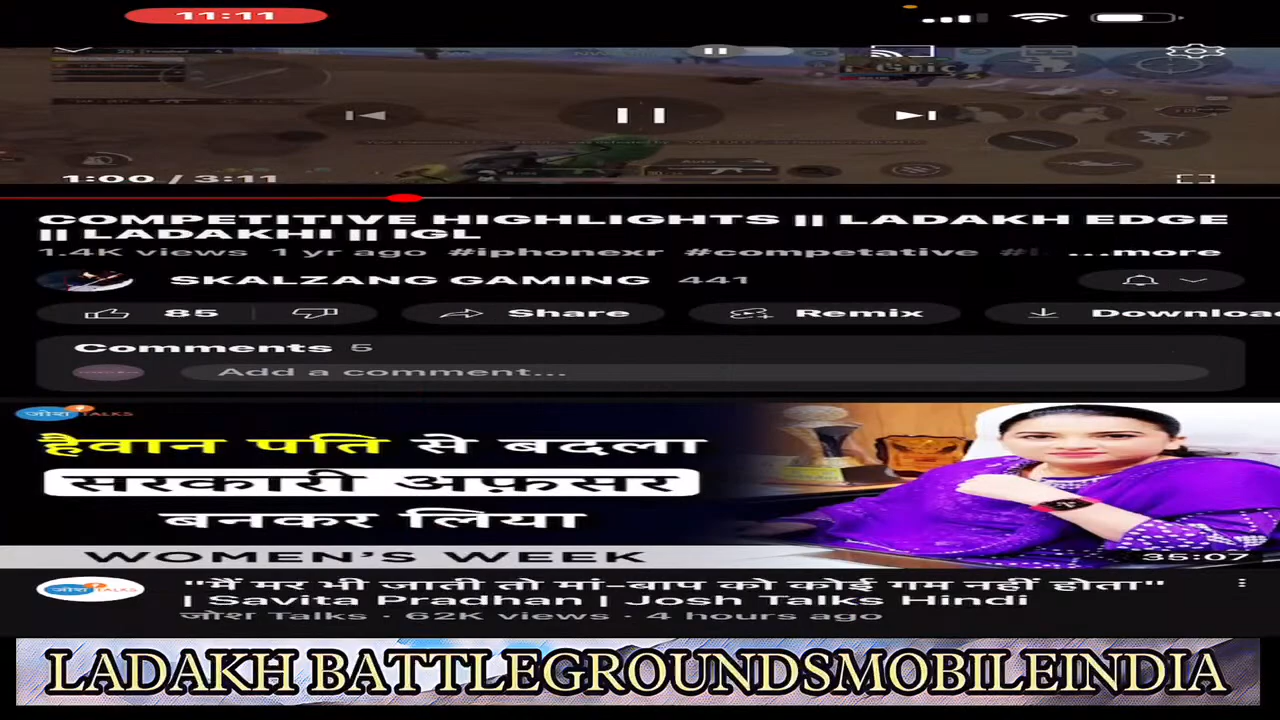 11:11
1:00 / 3:11
COMPETITIVE HIGHLIGHTS || LADAKH EDGE
|| LADAKHI || IGL
1.4K views 1 yr ago #iphonexr #competative ...more
SKALZANG GAMING 441
85 Share Remix Download
Comments 5
Add a comment...
जोश TALKS
हैवान पति से बदला
सरकारी अफ़सर
बनकर लिया
WOMEN'S WEEK
35:07
"मैं मर भी जाती तो मां-बाप को कोई गम नहीं होता"
| Savita Pradhan | Josh Talks Hindi
जोश Talks · 62K views · 4 hours ago
LADAKH BATTLEGROUNDSMOBILEINDIA